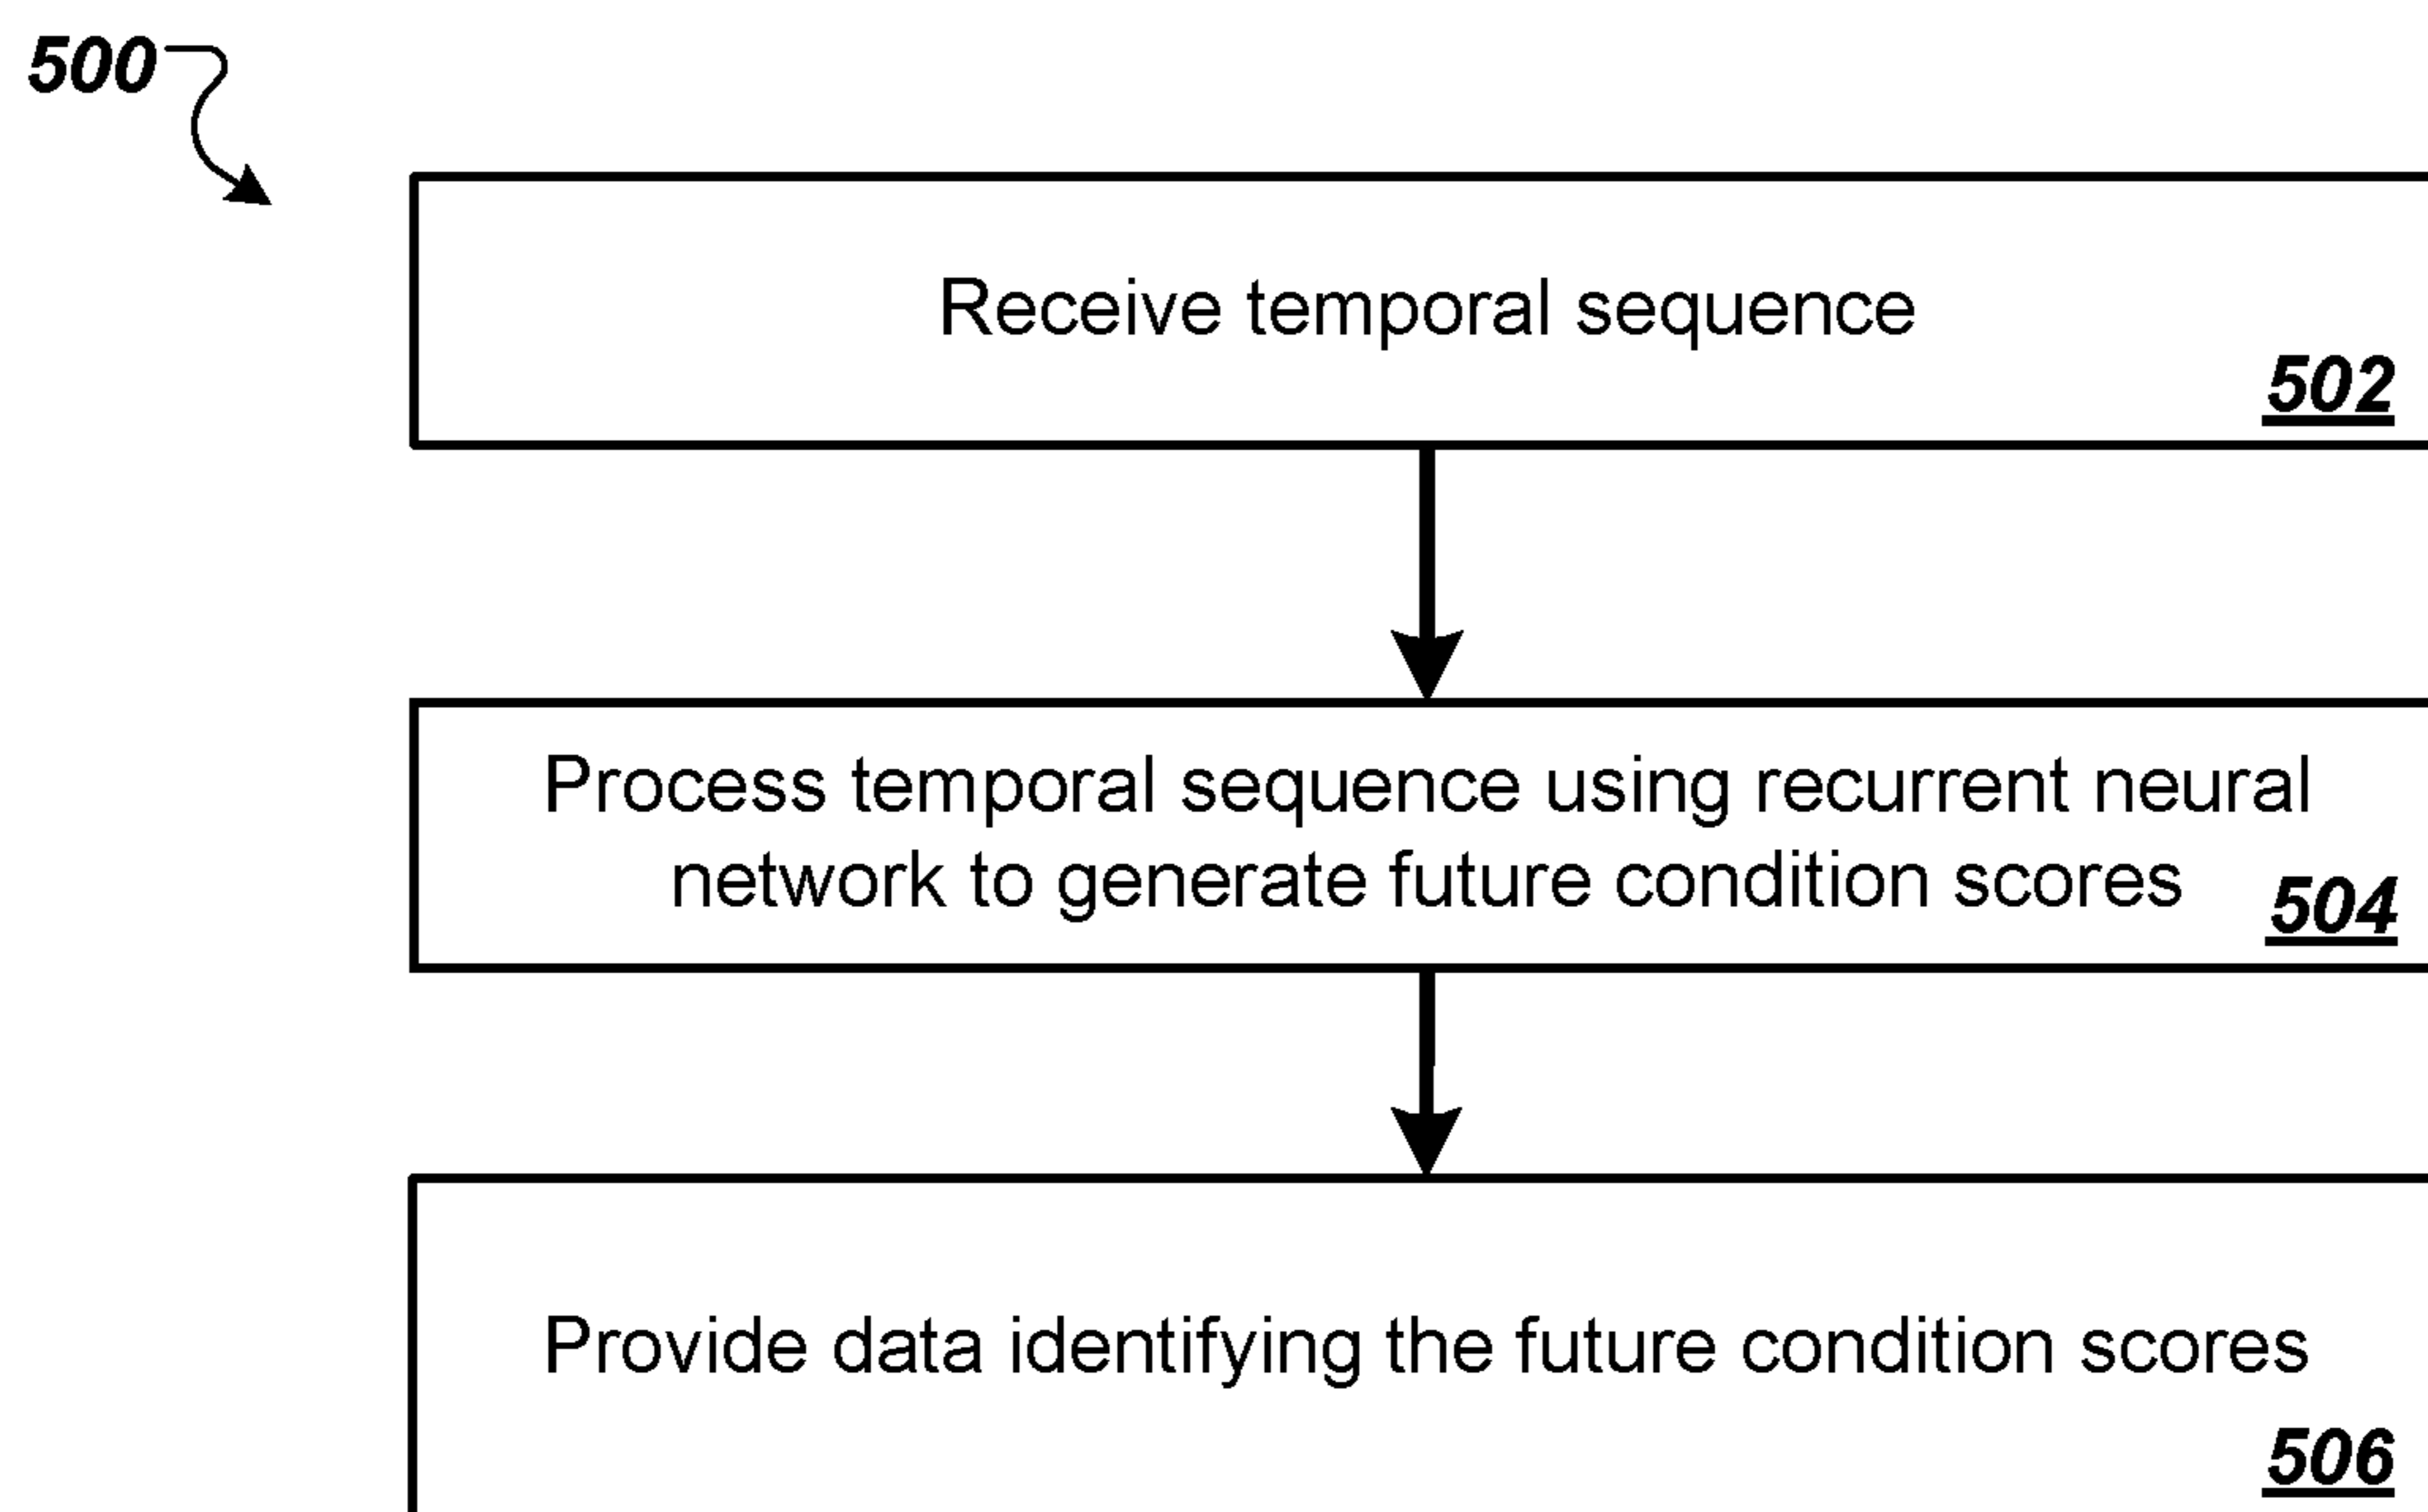 500
Receive temporal sequence
502
Process temporal sequence using recurrent neural
network to generate future condition scores
504
Provide data identifying the future condition scores
506